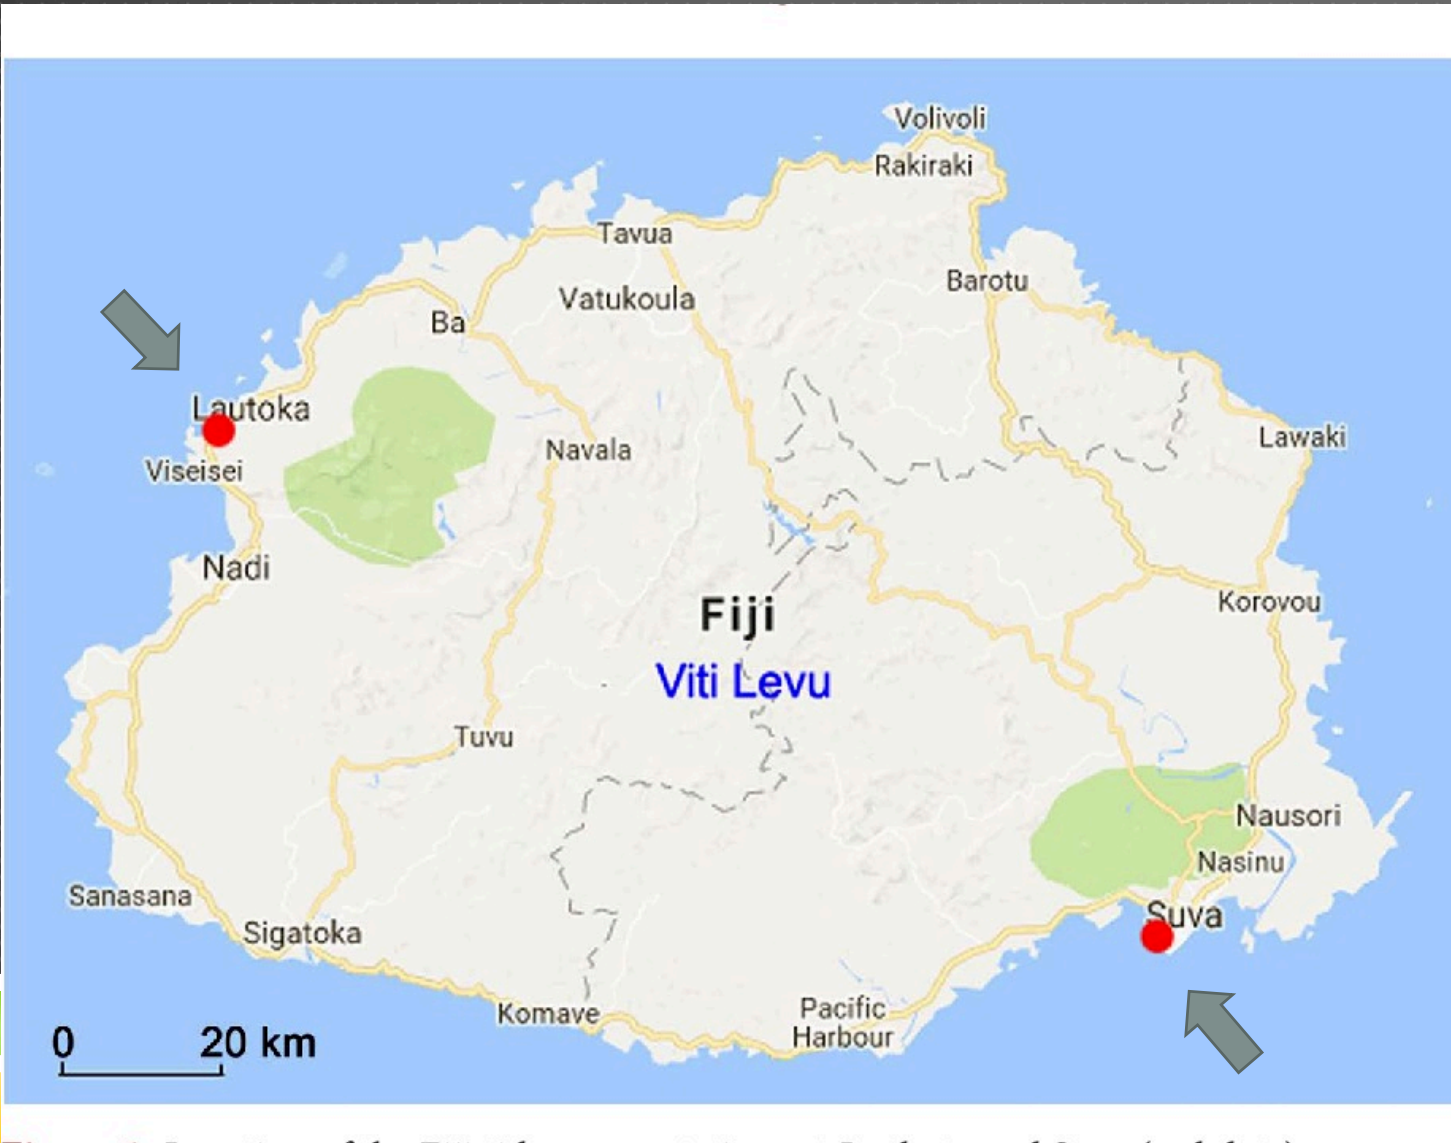 Volivoli
Rakiraki
Tavua
Barotu
Vatukoula
Ba
Lautoka
Lawaki
Navala
Viseisei
Nadi
Fiji
Korovou
Viti Levu
Tuvu
Nausori
Nasinu
Sanasana
Suva
Sigatoka
Komave
Pacific
Harbour
0 20 km